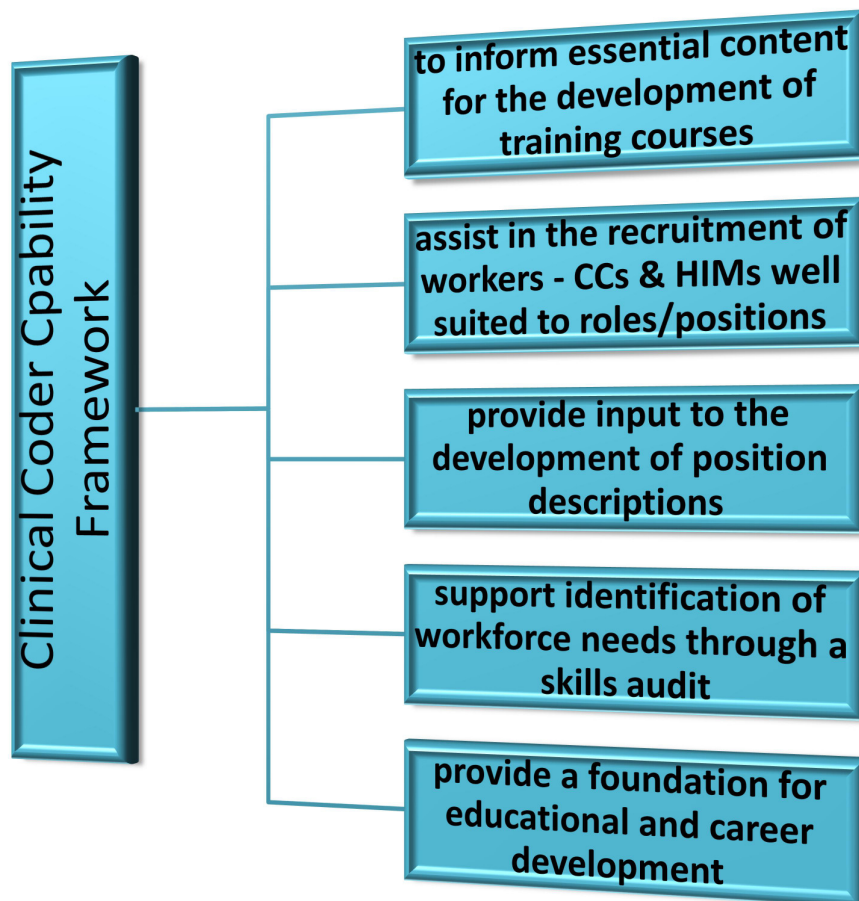 Clinical Coder Cpability
Framework
to inform essential content
for the development of
training courses
assist in the recruitment of
workers - CCs & HIMs well
suited to roles/positions
provide input to the
development of position
descriptions
support identification of
workforce needs through a
skills audit
provide a foundation for
educational and career
development